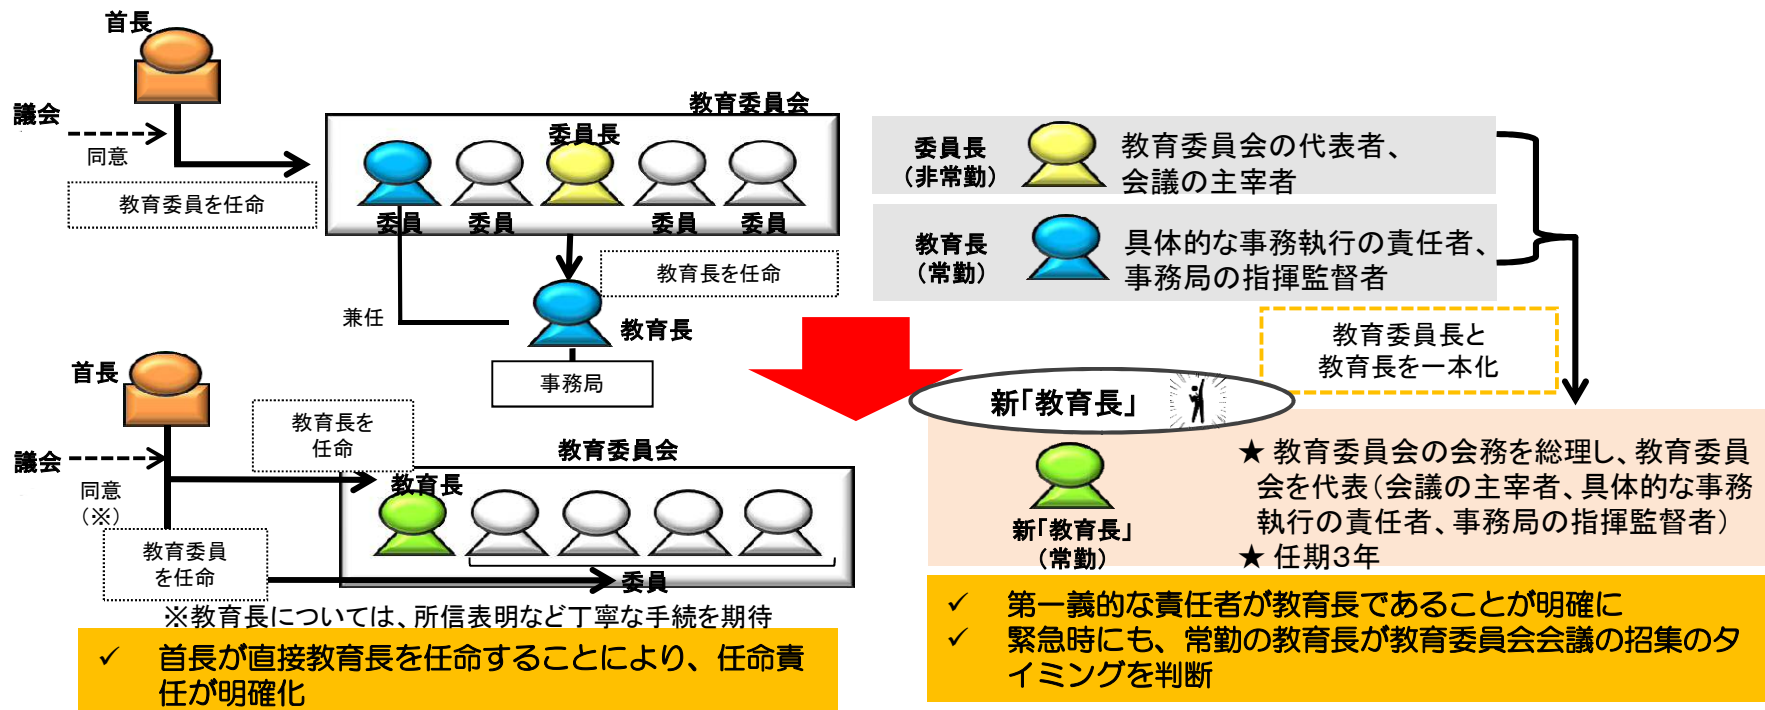 首長
議会
同意
教育委員を任命
教育委員会
委員長
委員
委員
委員
委員
教育長を任命
兼任
教育長
事務局
委員長
(非常勤)
教育委員会の代表者、
会議の主宰者
教育長
(常勤)
具体的な事務執行の責任者、
事務局の指揮監督者
教育委員長と
教育長を一本化
首長
議会
同意
(※)
教育長を
任命
教育委員
を任命
教育委員会
教育長
委員
※教育長については、所信表明など丁寧な手続を期待
✓ 首長が直接教育長を任命することにより、任命責
任が明確化
新「教育長」
新「教育長」
(常勤)
★ 教育委員会の会務を総理し、教育委員
会を代表(会議の主宰者、具体的な事務
執行の責任者、事務局の指揮監督者)
★ 任期3年
✓ 第一義的な責任者が教育長であることが明確に
✓ 緊急時にも、常勤の教育長が教育委員会会議の招集のタ
イミングを判断